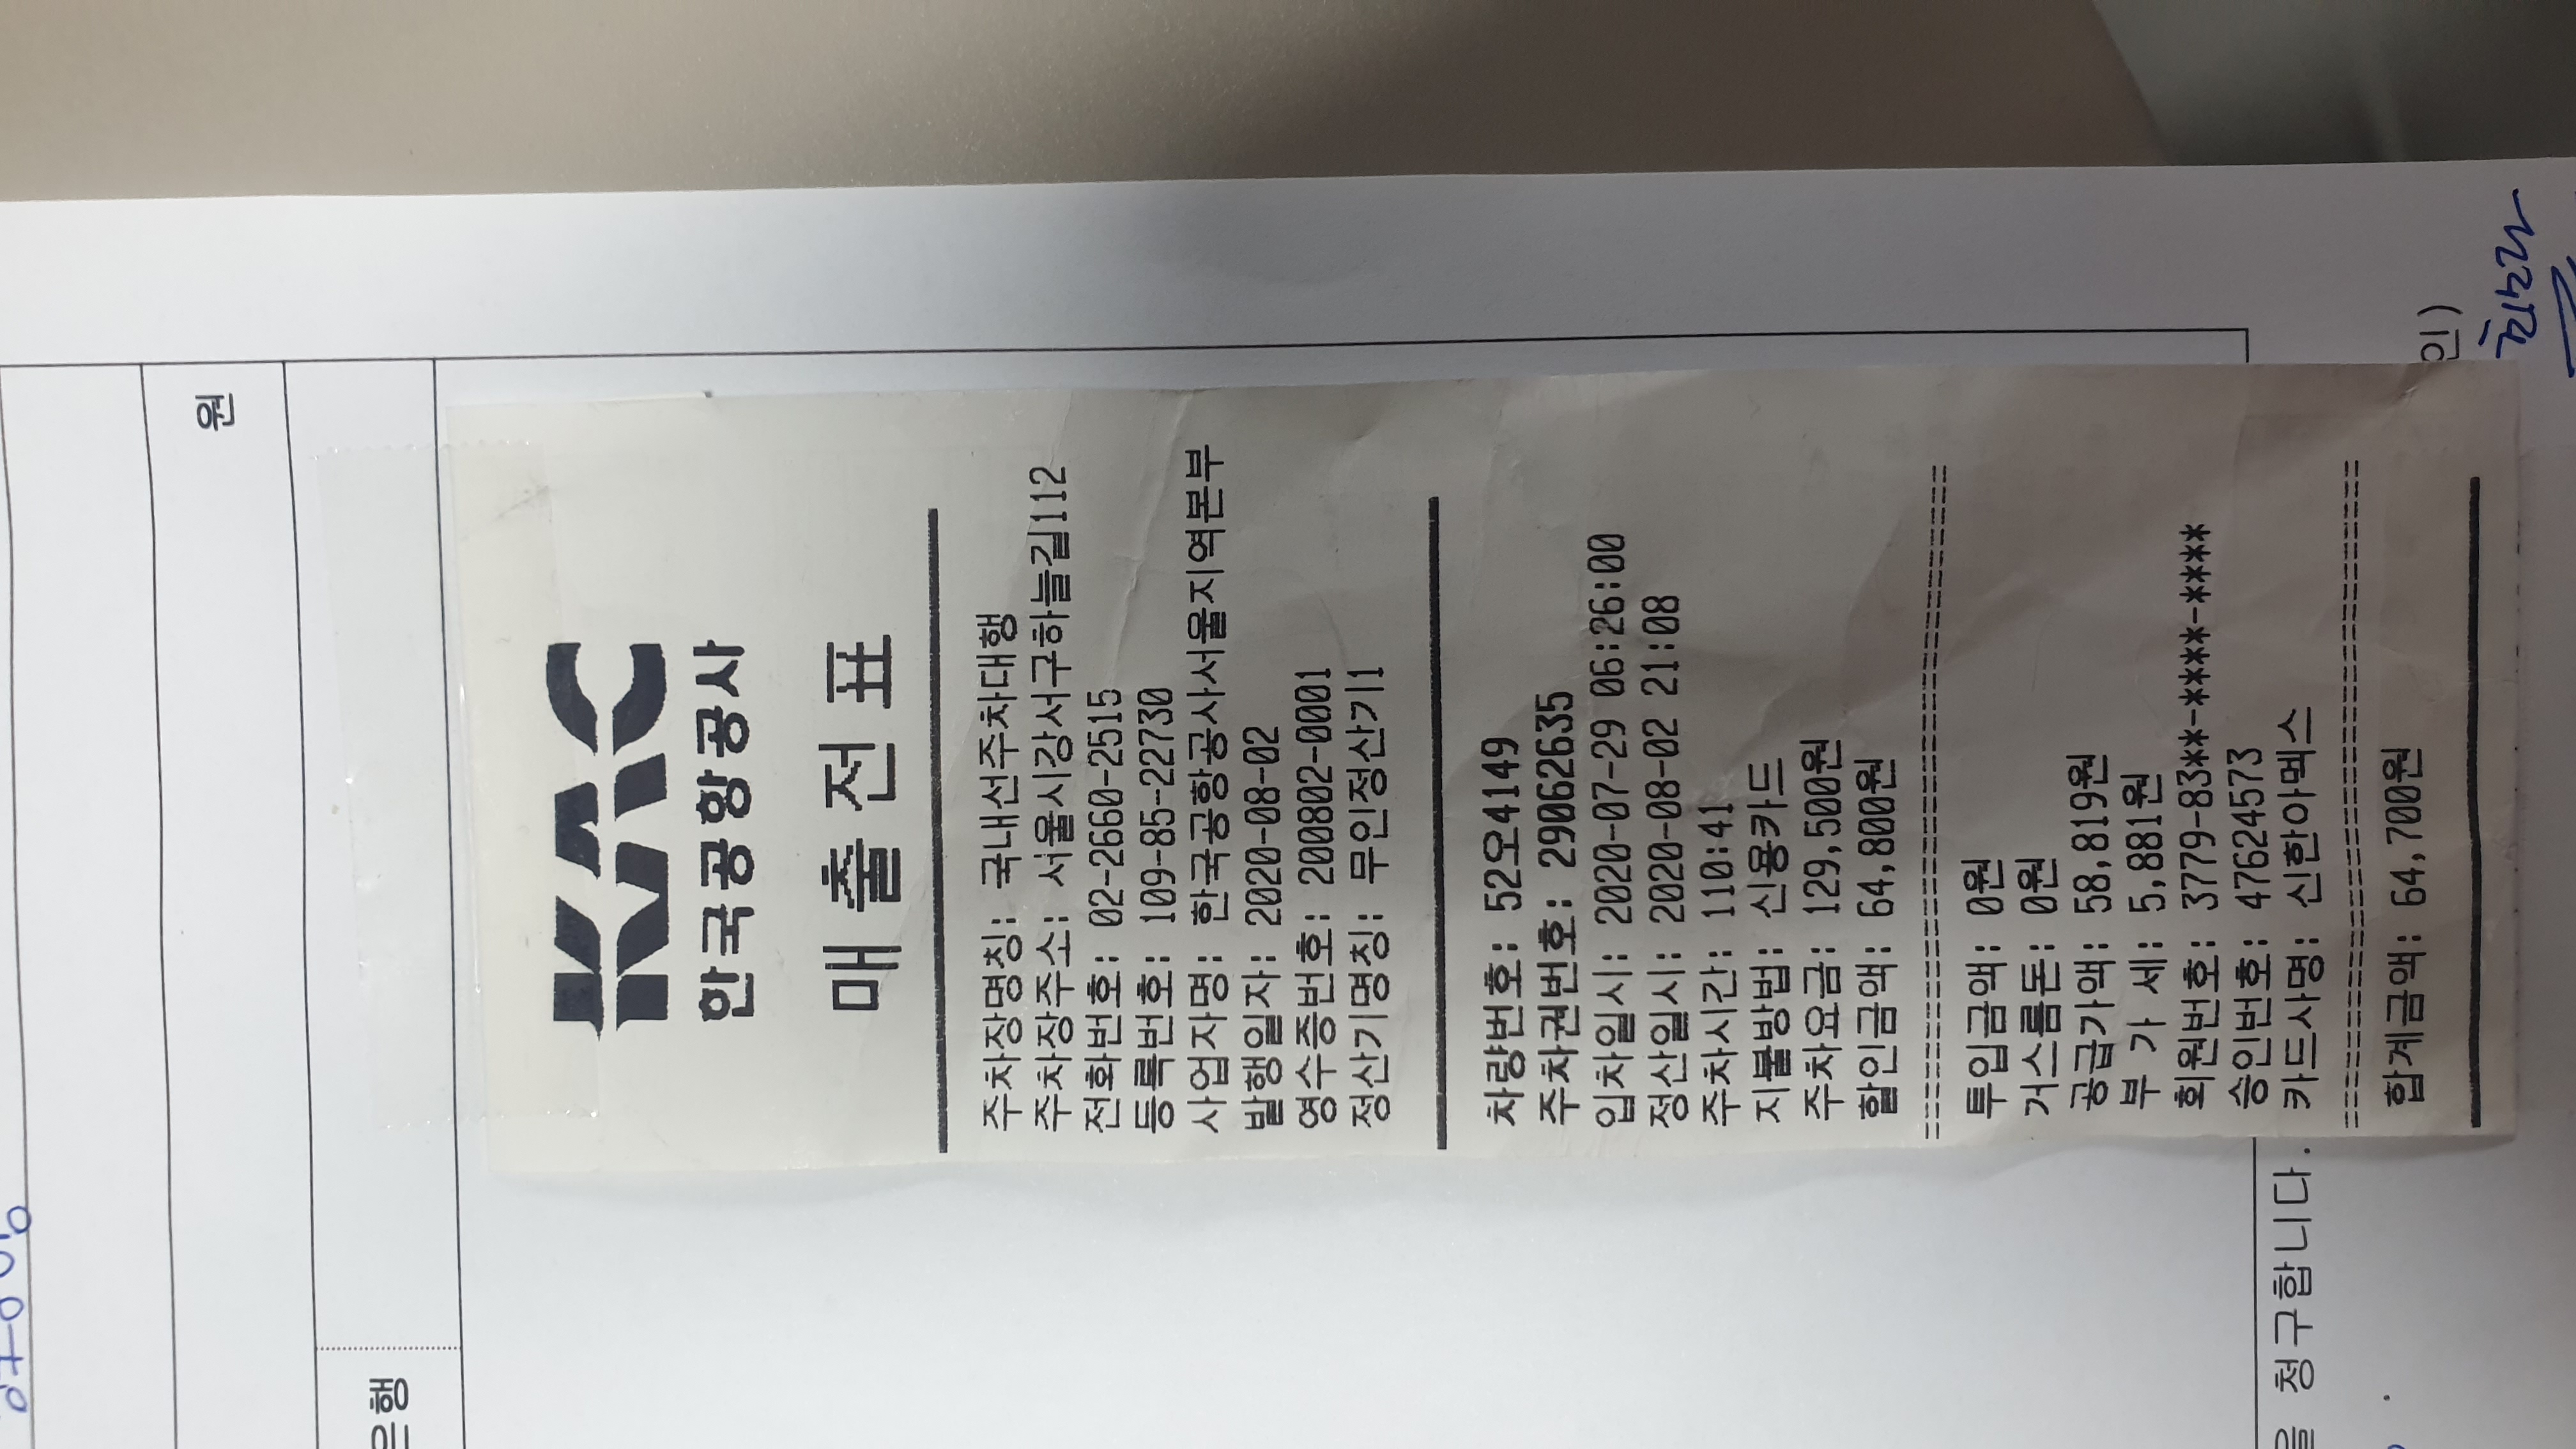 원
은행
KAC
한국공항공사
매 출 전 표
주차장명칭: 국내선주차대행
주차장주소: 서울시강서구하늘길112
전화번호: 02-2660-2515
등록번호: 109-85-22730
사업자명: 한국공항공사서울지역본부
발행일자: 2020-08-02
영수증번호: 200802-0001
정산기명칭: 무인정산기1
차량번호: 52오4149
주차권번호: 29062635
입차일시: 2020-07-29 06:26:00
정산일시: 2020-08-02 21:08
주차시간: 110:41
지불방법: 신용카드
주차요금: 129,500원
할인금액: 64,800원
투입금액: 0원
거스름돈: 0원
공급가액: 58,819원
부 가 세: 5,881원
회원번호: 3779-83**-****-****
승인번호: 47624573
카드사명: 신한아멕스
합계금액: 64,700원
을 청구합니다.
인)